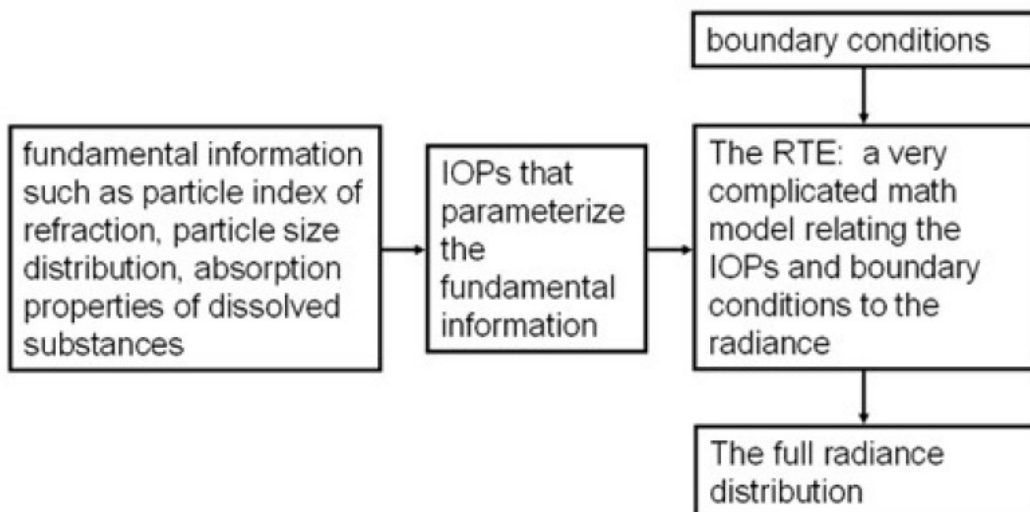 boundary conditions
fundamental information
such as particle index of
refraction, particle size
distribution, absorption
properties of dissolved
substances
IOPs that
parameterize
the
fundamental
information
The RTE: a very
complicated math
model relating the
IOPs and boundary
conditions to the
radiance
The full radiance
distribution